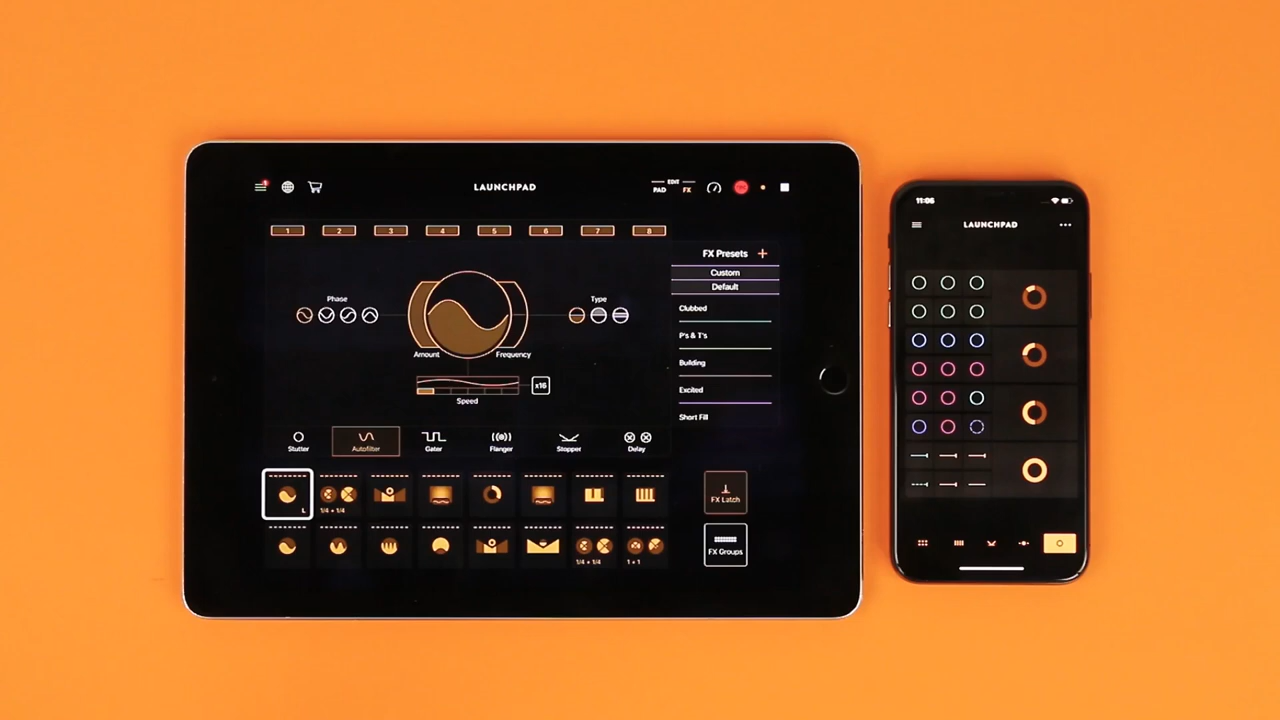 LAUNCHPAD
EDIT
PAD FX
1 2 3 4 5 6 7 8
FX Presets +
Custom
Default
Clubbed
P's & T's
Building
Excited
Short Fill
Phase
Type
Amount Frequency
x16
Speed
Stutter Autofilter Gater Flanger Stopper Delay
L
1/4 + 1/4
1/4 + 1/4
1 + 1
FX Latch
FX Groups
11:06
LAUNCHPAD